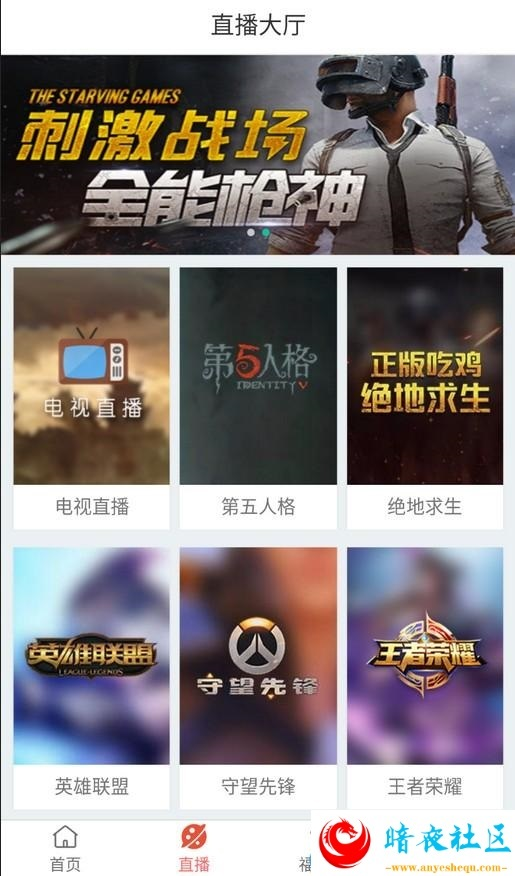 直播大厅
THE STARVING GAMES
刺激战场
全能枪神
电视直播
第5人格
IDENTITY V
正版吃鸡
绝地求生
电视直播
第五人格
绝地求生
英雄联盟
LEAGUE LEGENDS
守望先锋
王者荣耀
英雄联盟
守望先锋
王者荣耀
首页
直播
福
暗夜社区
–www.anyeshequ.com–